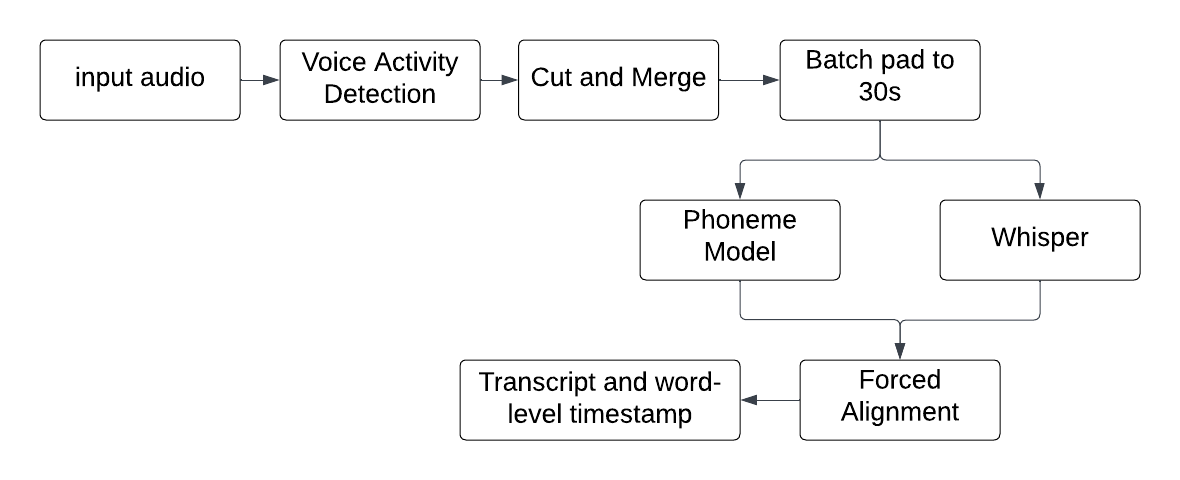 input audio
Voice Activity
Detection
Cut and Merge
Batch pad to
30s
Phoneme
Model
Whisper
Forced
Alignment
Transcript and word-
level timestamp